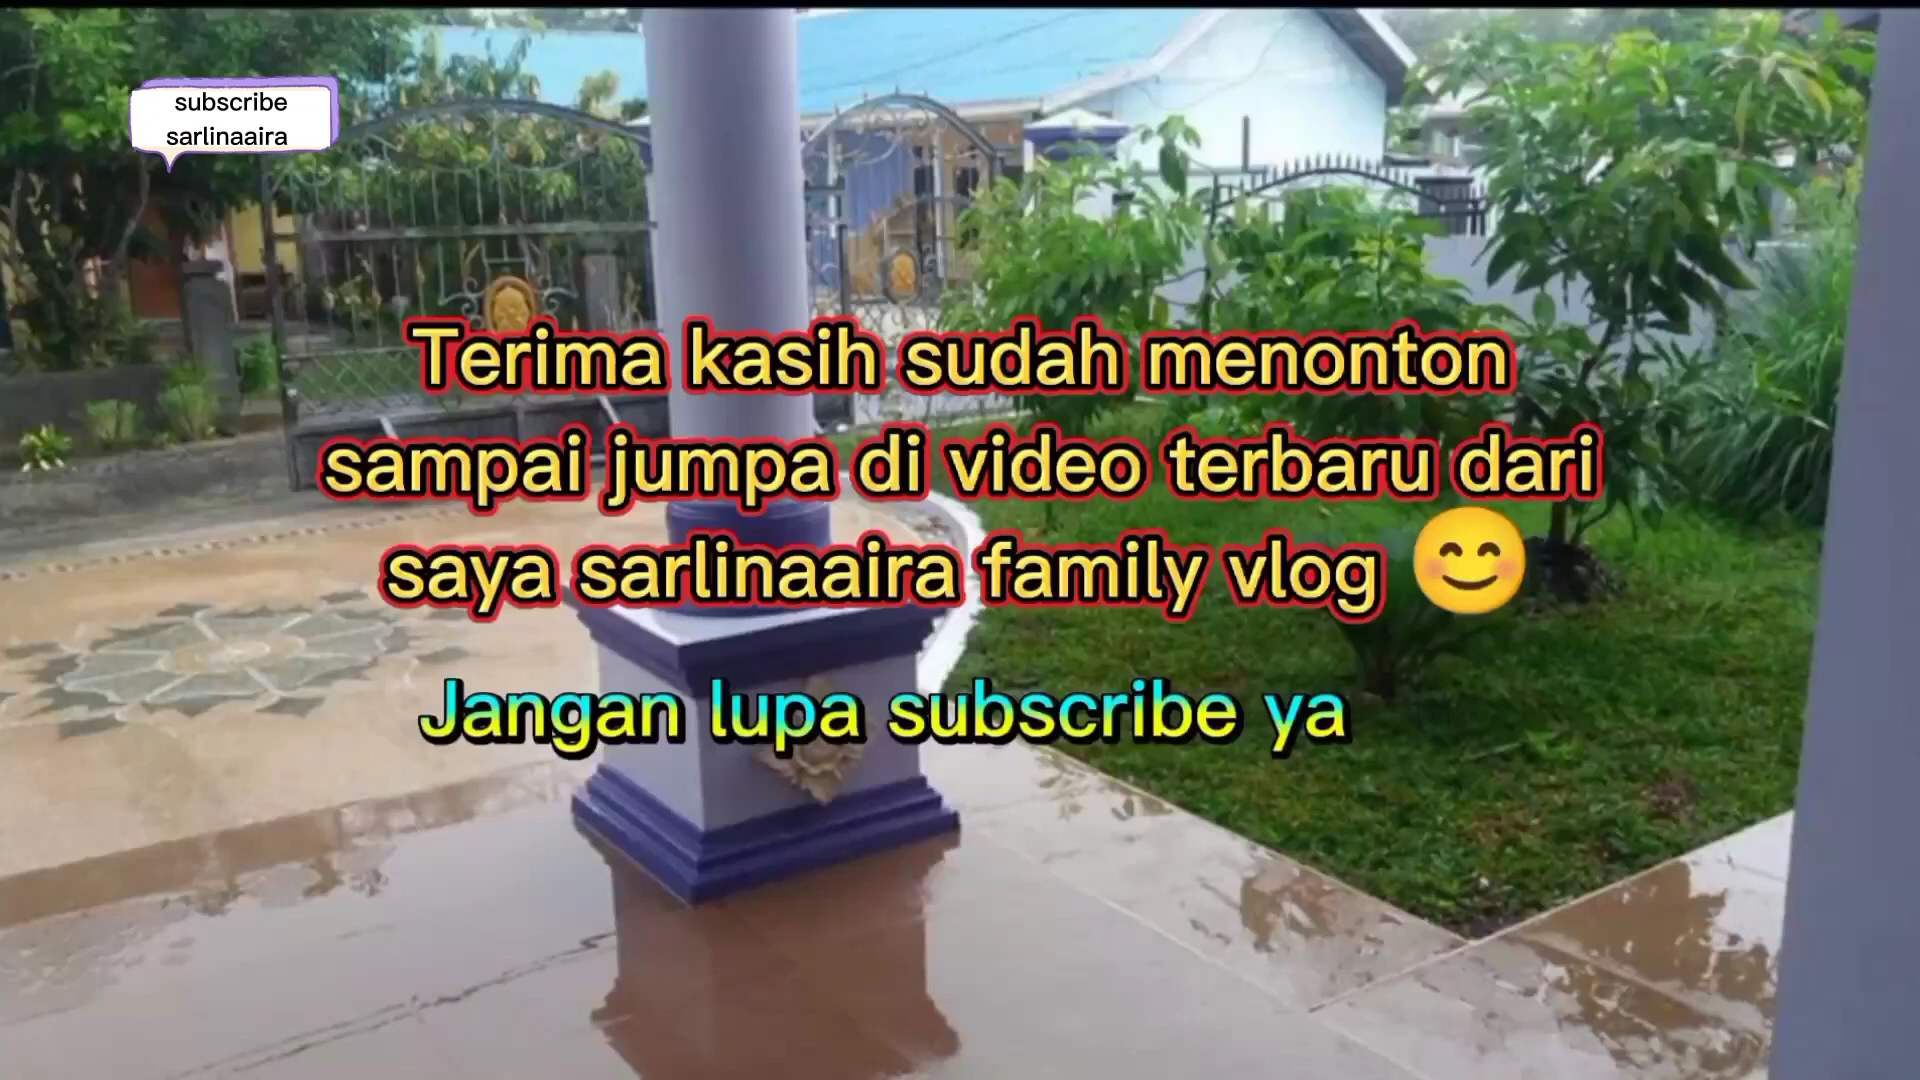 subscribe
sarlinaaira
Terima kasih sudah menonton
sampai jumpa di video terbaru dari
saya sarlinaaira family vlog 😊
Jangan lupa subscribe ya